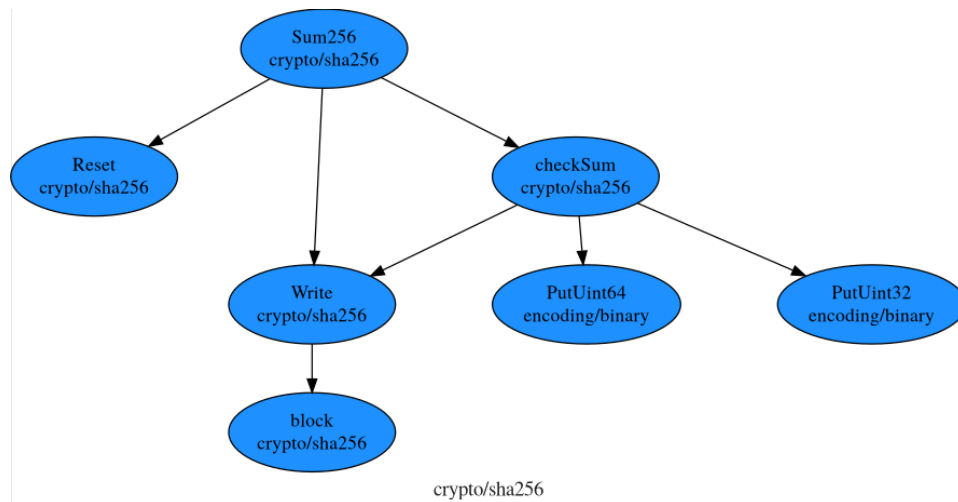 Sum256
crypto/sha256
Reset
crypto/sha256
checkSum
crypto/sha256
Write
crypto/sha256
PutUint64
encoding/binary
PutUint32
encoding/binary
block
crypto/sha256
crypto/sha256